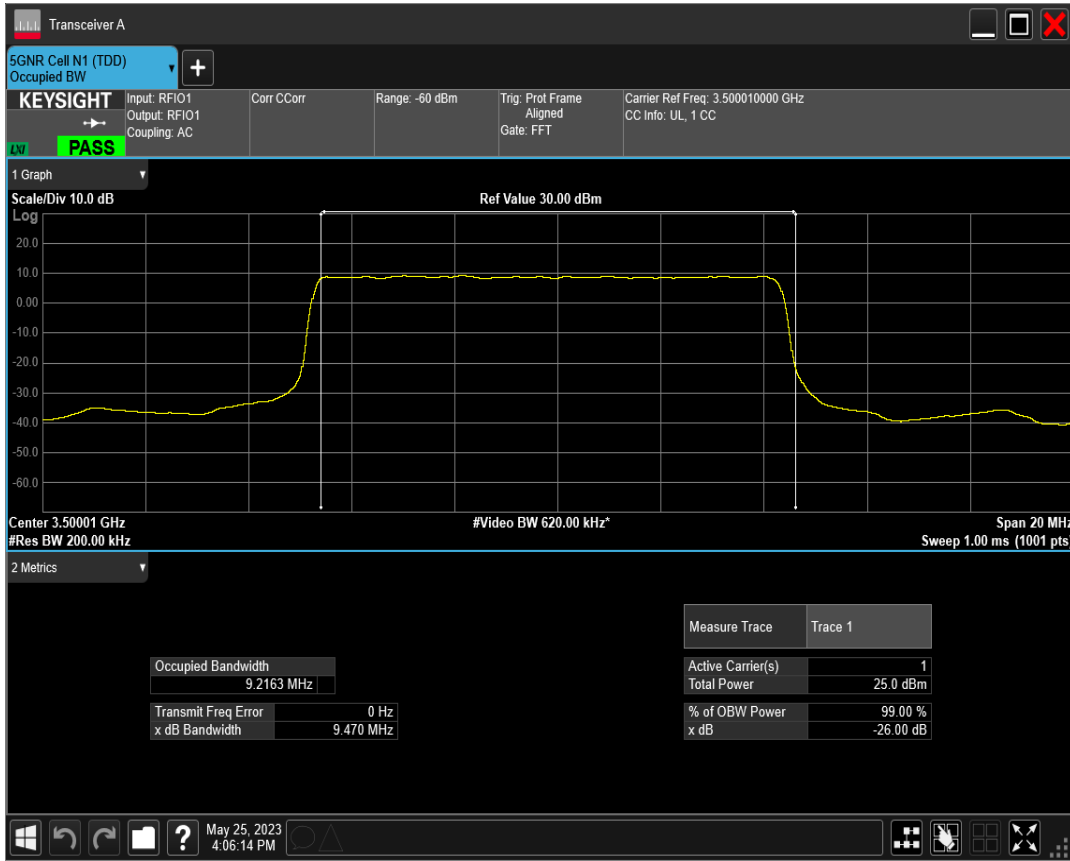 Transceiver A
5GNR Cell N1 (TDD)
Occupied BW
+
KEYSIGHT
LXI
PASS
Input: RFIO1
Output: RFIO1
Coupling: AC
Corr CCorr
Range: -60 dBm
Trig: Prot Frame
Aligned
Gate: FFT
Carrier Ref Freq: 3.500010000 GHz
CC Info: UL, 1 CC
1 Graph
Scale/Div 10.0 dB
Ref Value 30.00 dBm
Log
20.0
10.0
0.00
-10.0
-20.0
-30.0
-40.0
-50.0
-60.0
Center 3.50001 GHz
#Video BW 620.00 kHz*
Span 20 MHz
#Res BW 200.00 kHz
Sweep 1.00 ms (1001 pts)
2 Metrics
Measure Trace Trace 1
Occupied Bandwidth
9.2163 MHz
Active Carrier(s) 1
Total Power 25.0 dBm
Transmit Freq Error 0 Hz
x dB Bandwidth 9.470 MHz
% of OBW Power 99.00 %
x dB -26.00 dB
?
May 25, 2023
4:06:14 PM